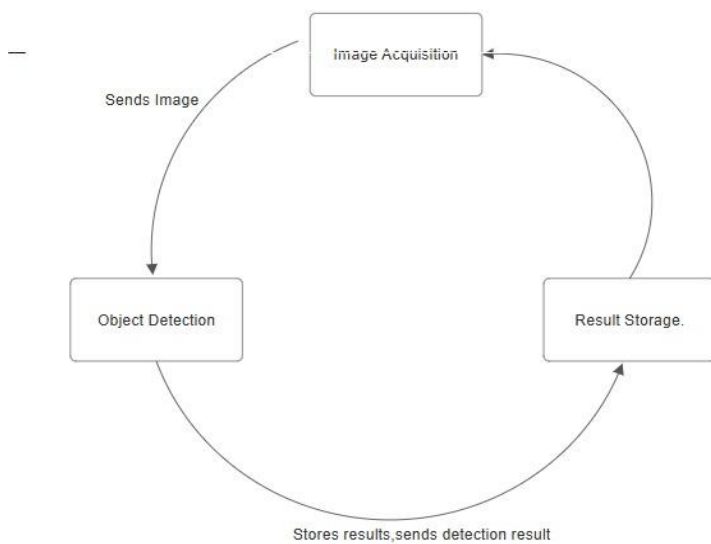 Image Acquisition
Sends Image
Object Detection
Result Storage.
Stores results,sends detection result